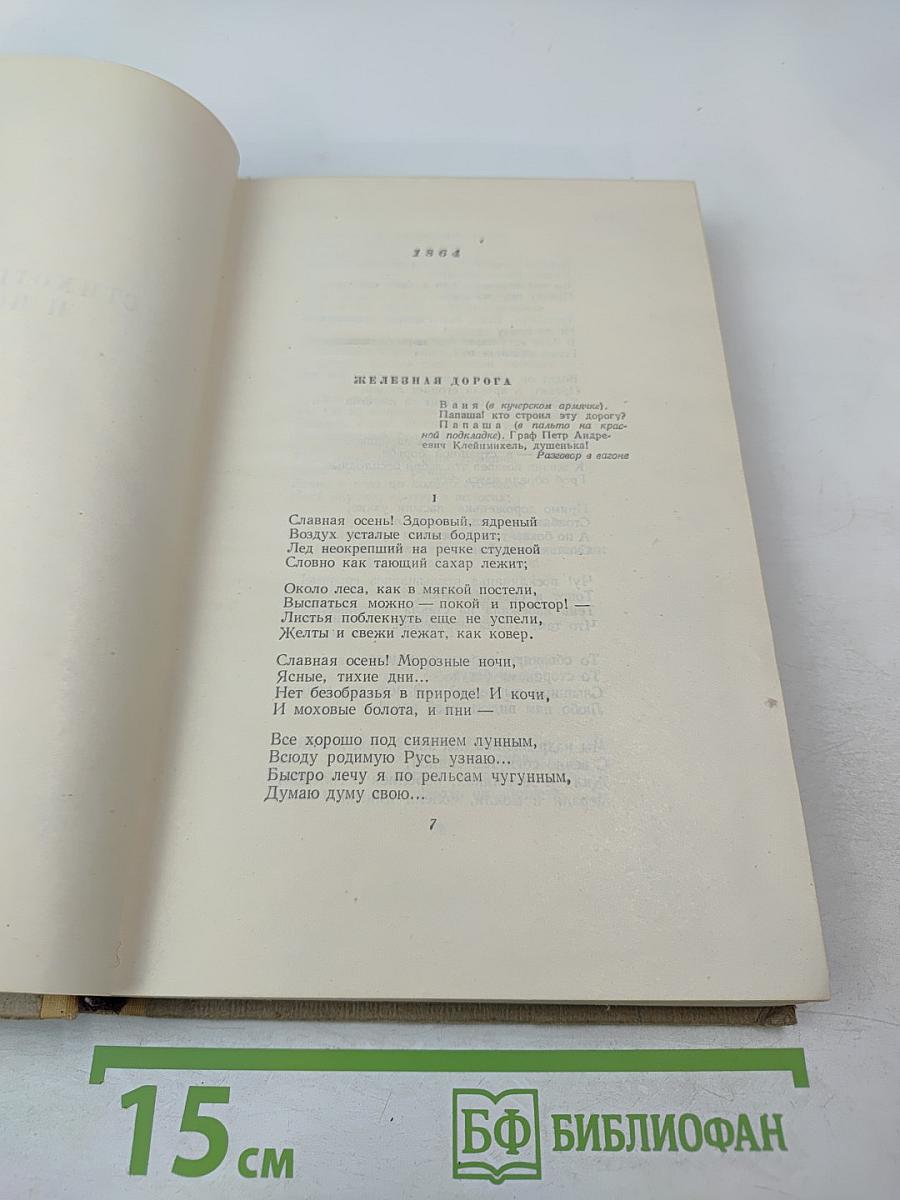 1864
ЖЕЛЕЗНАЯ ДОРОГА
Ваня (в кучерском армячке).
Папаша! кто строил эту дорогу?
Папаша (в пальто на крас-
ной подкладке). Граф Петр Андре-
евич Клейнмихель, душенька!
Разговор в вагоне
1
Славная осень! Здоровый, ядреный
Воздух усталые силы бодрит;
Лед неокрепший на речке студеной
Словно как тающий сахар лежит;
Около леса, как в мягкой постели,
Выспаться можно — покой и простор! —
Листья поблекнуть еще не успели,
Желты и свежи лежат, как ковер.
Славная осень! Морозные ночи,
Ясные, тихие дни...
Нет безобразья в природе! И кочи,
И моховые болота, и пни —
Все хорошо под сиянием лунным,
Всюду родимую Русь узнаю...
Быстро лечу я по рельсам чугунным,
Думаю думу свою...
7
15 см
БФ БИБЛИОФАН